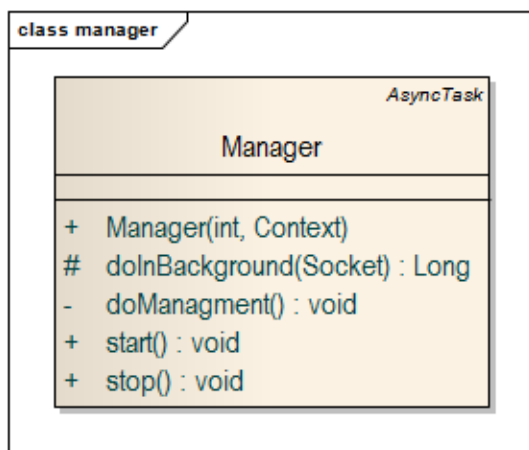 class manager
AsyncTask
Manager
+ Manager(int, Context)
# doInBackground(Socket) : Long
- doManagment() : void
+ start() : void
+ stop() : void